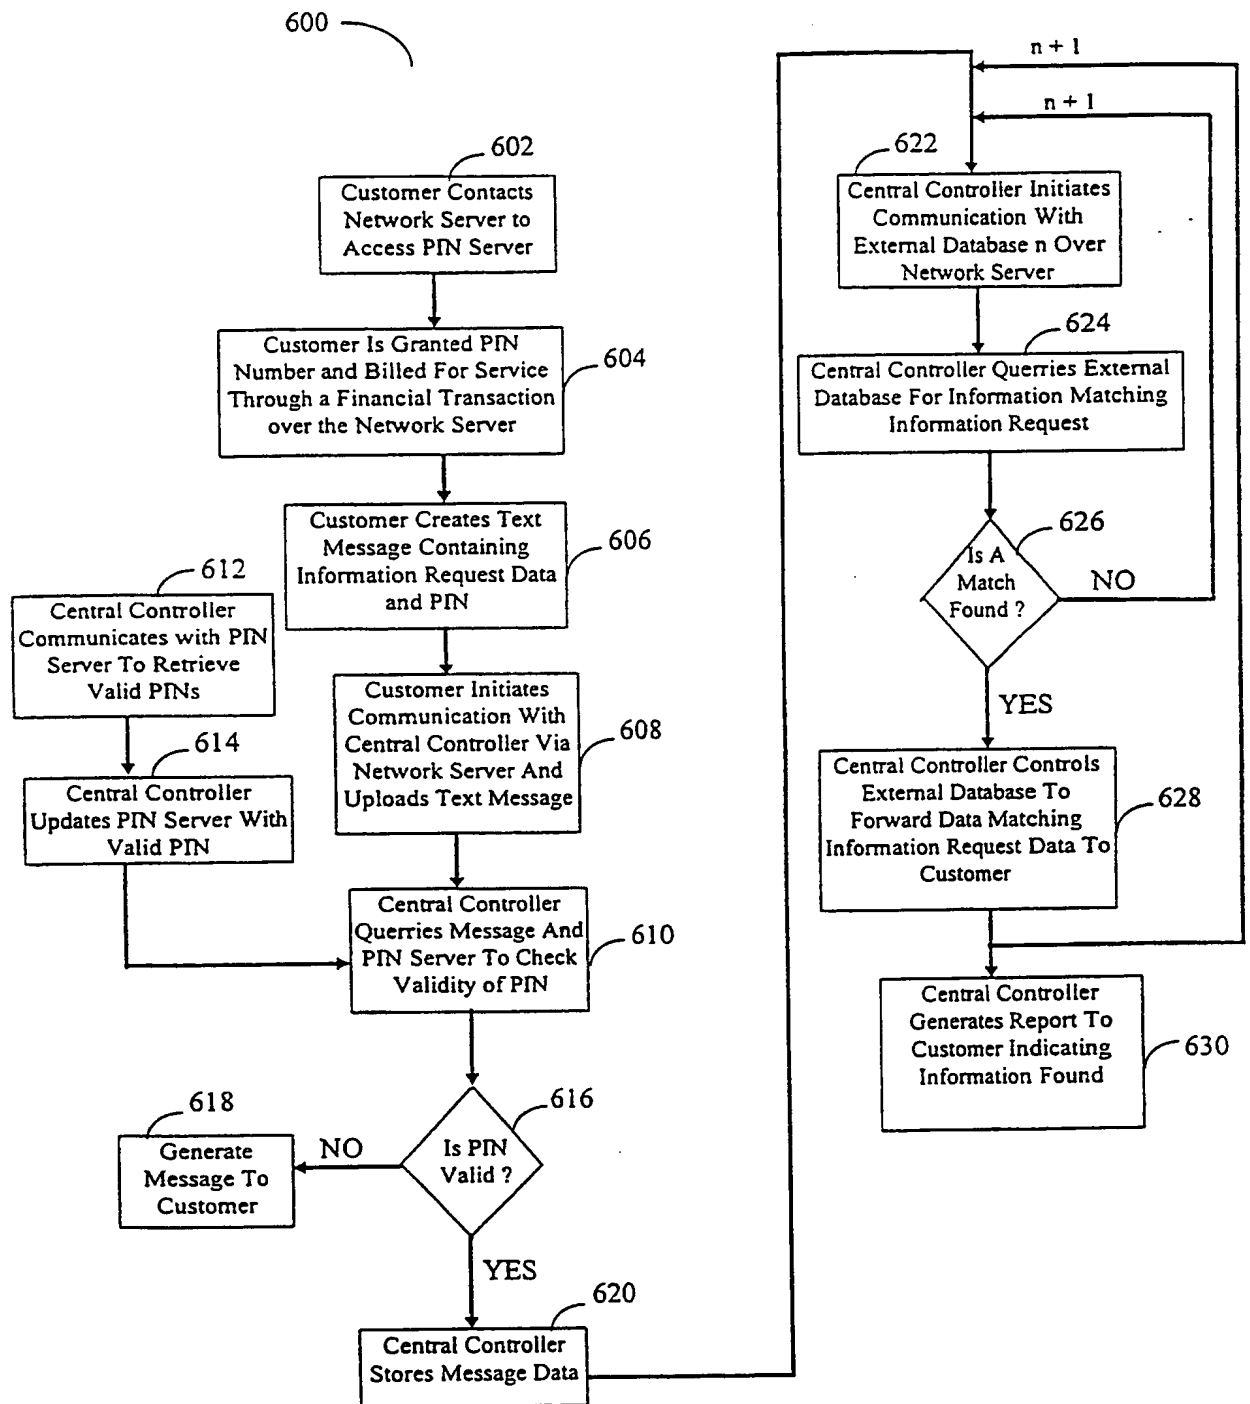 600
602
Customer Contacts
Network Server to
Access PIN Server
Customer Is Granted PIN
Number and Billed For Service
Through a Financial Transaction
over the Network Server
604
Customer Creates Text
Message Containing
Information Request Data
and PIN
606
612
Central Controller
Communicates with PIN
Server To Retrieve
Valid PINs
614
Central Controller
Updates PIN Server With
Valid PIN
Customer Initiates
Communication With
Central Controller Via
Network Server And
Uploads Text Message
608
Central Controller
Querries Message And
PIN Server To Check
Validity of PIN
610
616
Is PIN
Valid ?
NO
618
Generate
Message To
Customer
YES
620
Central Controller
Stores Message Data
n + 1
n + 1
622
Central Controller Initiates
Communication With
External Database n Over
Network Server
624
Central Controller Querries External
Database For Information Matching
Information Request
626
Is A
Match
Found ?
NO
YES
Central Controller Controls
External Database To
Forward Data Matching
Information Request Data To
Customer
628
Central Controller
Generates Report To
Customer Indicating
Information Found
630